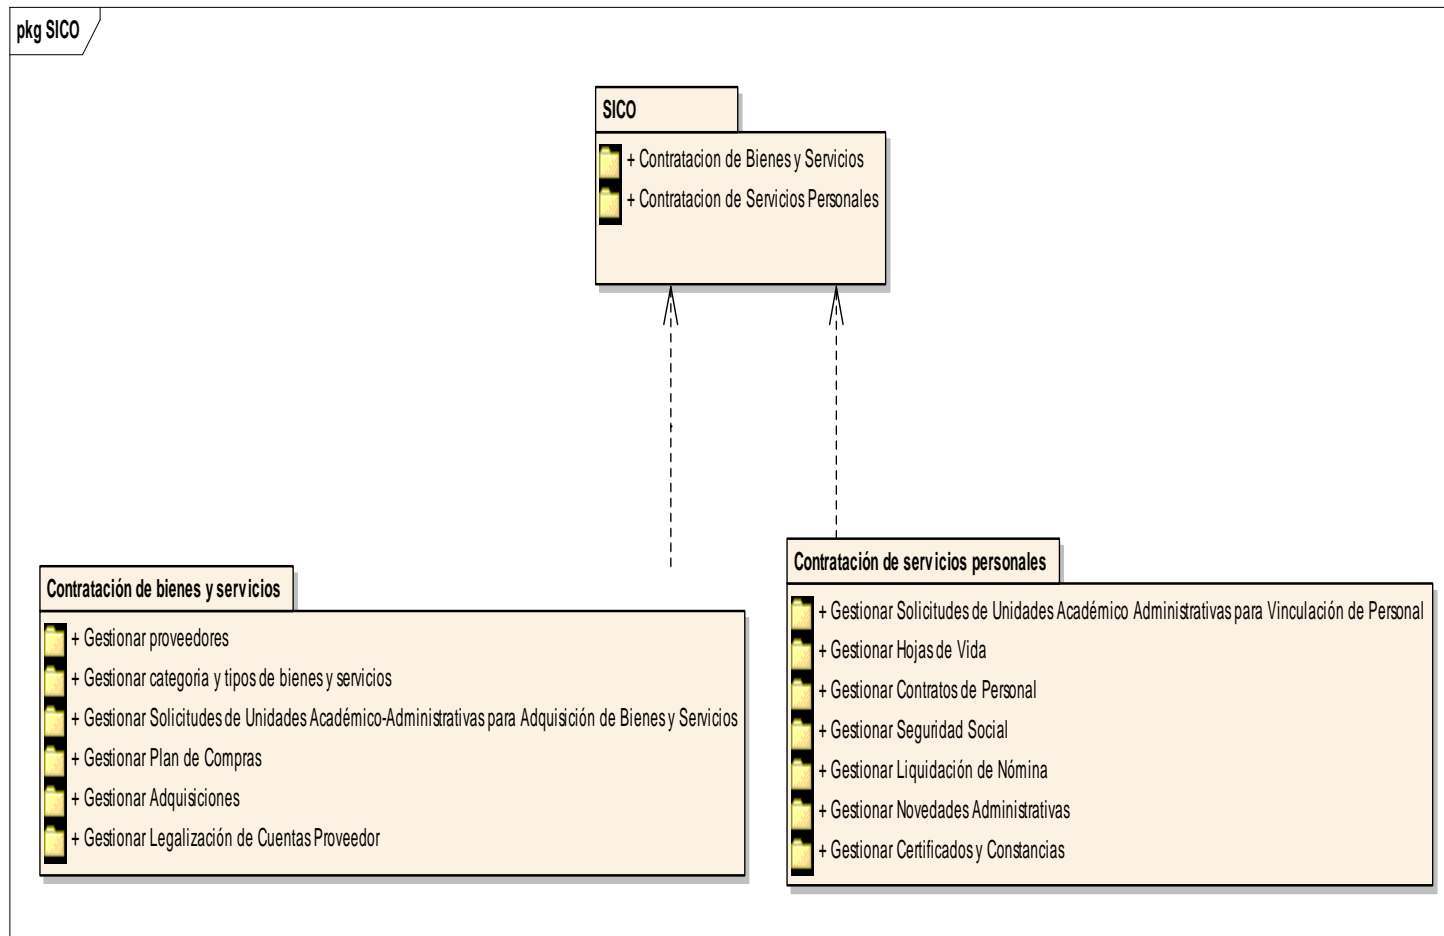 pkg SICO
SICO
+ Contratacion de Bienes y Servicios
+ Contratacion de Servicios Personales
Contratación de bienes y servicios
+ Gestionar proveedores
+ Gestionar categoria y tipos de bienes y servicios
+ Gestionar Solicitudes de Unidades Académico-Administrativas para Adquisición de Bienes y Servicios
+ Gestionar Plan de Compras
+ Gestionar Adquisiciones
+ Gestionar Legalización de Cuentas Proveedor
Contratación de servicios personales
+ Gestionar Solicitudes de Unidades Académico Administrativas para Vinculación de Personal
+ Gestionar Hojas de Vida
+ Gestionar Contratos de Personal
+ Gestionar Seguridad Social
+ Gestionar Liquidación de Nómina
+ Gestionar Novedades Administrativas
+ Gestionar Certificados y Constancias